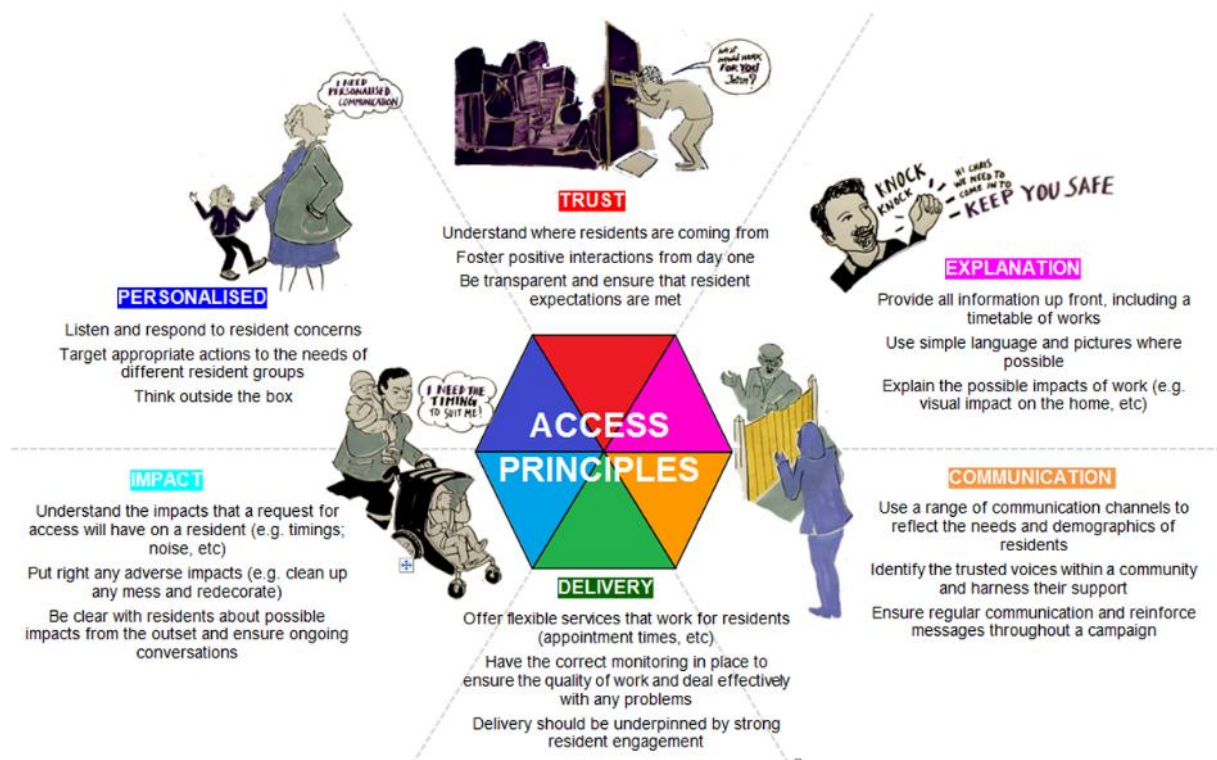 I NEED
PERSONALISED
COMMUNICATION
PERSONALISED
Listen and respond to resident concerns
Target appropriate actions to the needs of
different resident groups
Think outside the box
WHAT
WOULD WORK
FOR YOU
TRUST
Understand where residents are coming from
Foster positive interactions from day one
Be transparent and ensure that resident
expectations are met
KNOCK
KNOCK
HI CHRIS
WE NEED TO
COME IN TO
KEEP YOU SAFE
EXPLANATION
Provide all information up front, including a
timetable of works
Use simple language and pictures where
possible
Explain the possible impacts of work (e.g.
visual impact on the home, etc)
I NEED THE
TIMING
TO SUIT ME!
ACCESS
PRINCIPLES
IMPACT
Understand the impacts that a request for
access will have on a resident (e.g. timings;
noise, etc)
Put right any adverse impacts (e.g. clean up
any mess and redecorate)
Be clear with residents about possible
impacts from the outset and ensure ongoing
conversations
DELIVERY
Offer flexible services that work for residents
(appointment times, etc)
Have the correct monitoring in place to
ensure the quality of work and deal effectively
with any problems
Delivery should be underpinned by strong
resident engagement
COMMUNICATION
Use a range of communication channels to
reflect the needs and demographics of
residents
Identify the trusted voices within a community
and harness their support
Ensure regular communication and reinforce
messages throughout a campaign